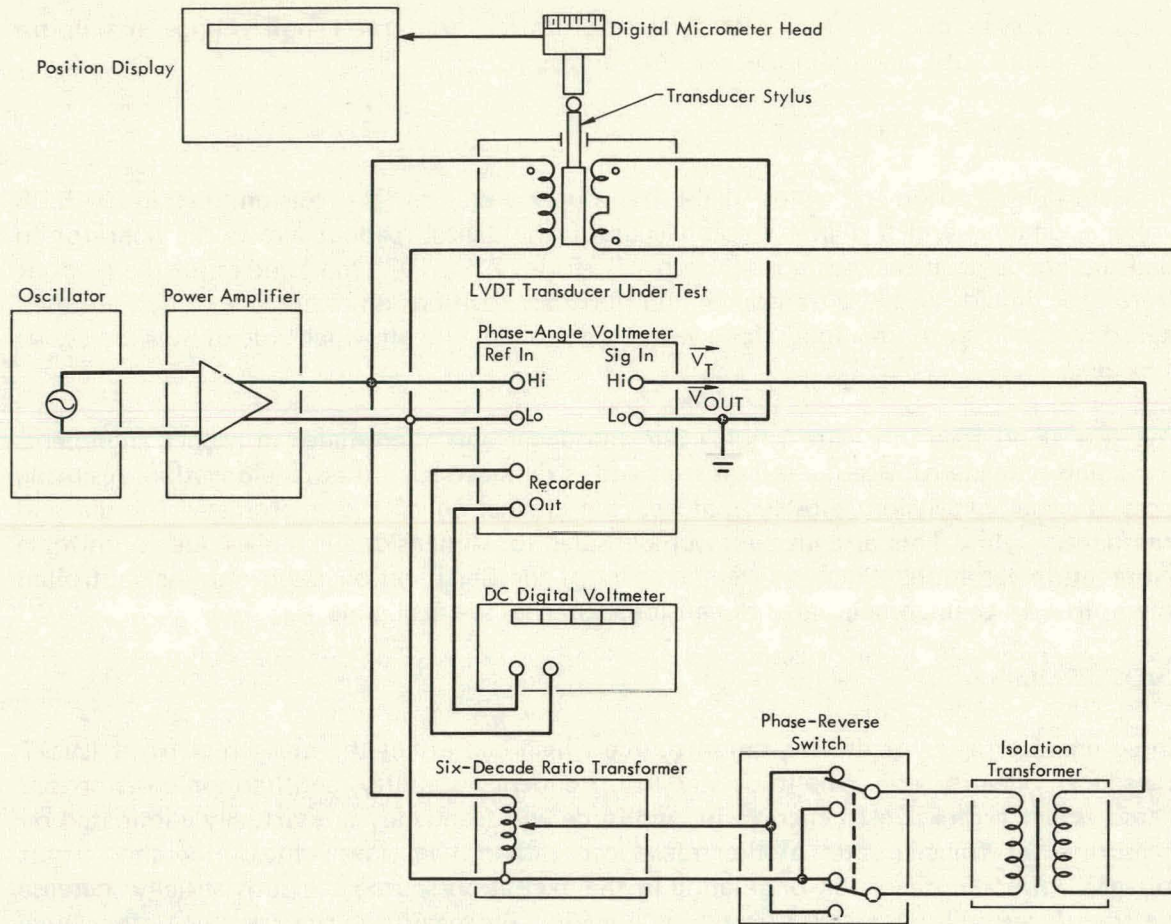 Digital Micrometer Head
Position Display
Transducer Stylus
LVDT Transducer Under Test
Oscillator
Power Amplifier
Phase-Angle Voltmeter
Ref In
Sig In
V_T
Hi
Hi
V_OUT
Lo
Lo
Recorder
Out
DC Digital Voltmeter
Phase-Reverse
Switch
Isolation
Transformer
Six-Decade Ratio Transformer